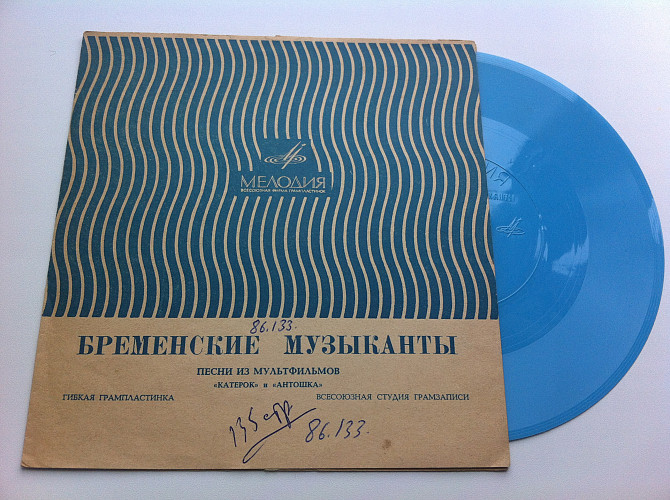 МЕЛОДИЯ
ВСЕСОЮЗНАЯ ФИРМА ГРАМПЛАСТИНОК
86.133.
БРЕМЕНСКИЕ МУЗЫКАНТЫ
ПЕСНИ ИЗ МУЛЬТФИЛЬМОВ
«КАТЕРОК» и «АНТОШКА»
ГИБКАЯ ГРАМПЛАСТИНКА ВСЕСОЮЗНАЯ СТУДИЯ ГРАМЗАПИСИ
86.133.